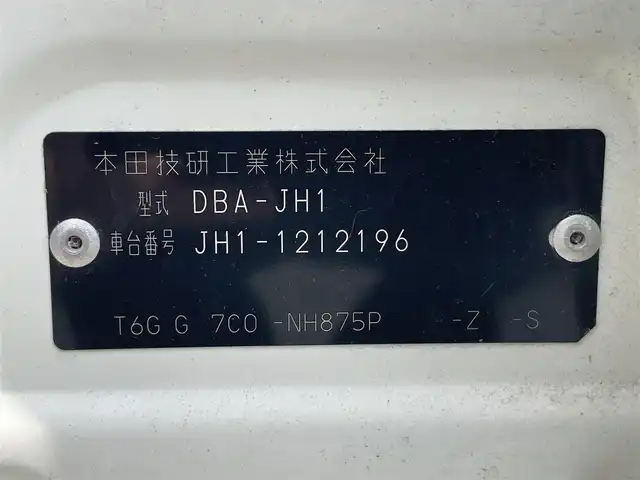 本田技研工業株式会社
型式 DBA-JH1
車台番号 JH1-1212196
T6G G 7C0 -NH875P -Z -S